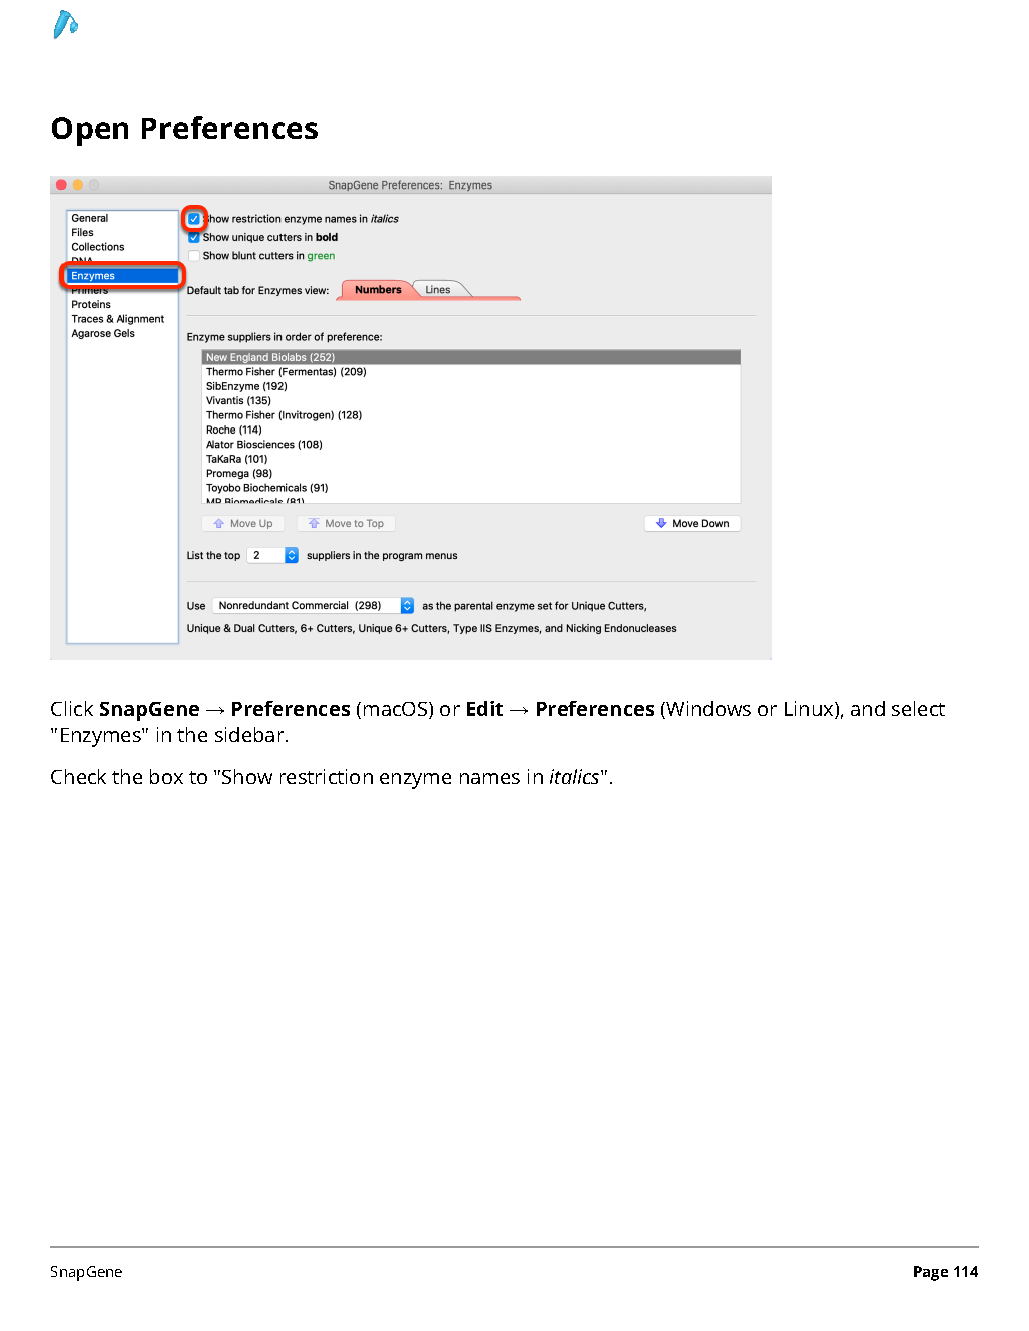 Open Preferences
SnapGene Preferences: Enzymes
General
Files
Collections
DNA
Enzymes
Primers
Proteins
Traces & Alignment
Agarose Gels
Show restriction enzyme names in italics
Show unique cutters in bold
Show blunt cutters in green
Default tab for Enzymes view: Numbers Lines
Enzyme suppliers in order of preference:
New England Biolabs (252)
Thermo Fisher (Fermentas) (209)
SibEnzyme (192)
Vivantis (135)
Thermo Fisher (Invitrogen) (128)
Roche (114)
Alator Biosciences (108)
TaKaRa (101)
Promega (98)
Toyobo Biochemicals (91)
MP Biomedicals (81)
Move Up Move to Top Move Down
List the top 2 suppliers in the program menus
Use Nonredundant Commercial (298) as the parental enzyme set for Unique Cutters,
Unique & Dual Cutters, 6+ Cutters, Unique 6+ Cutters, Type IIS Enzymes, and Nicking Endonucleases
Click SnapGene → Preferences (macOS) or Edit → Preferences (Windows or Linux), and select
"Enzymes" in the sidebar.
Check the box to "Show restriction enzyme names in italics".
SnapGene
Page 114